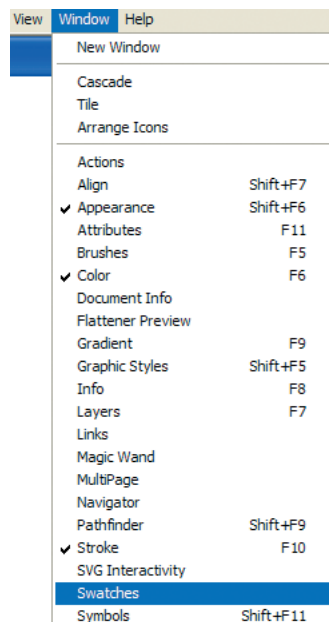 View Window Help
New Window
Cascade
Tile
Arrange Icons
Actions
Align Shift+F7
Appearance Shift+F6
Attributes F11
Brushes F5
Color F6
Document Info
Flattener Preview
Gradient F9
Graphic Styles Shift+F5
Info F8
Layers F7
Links
Magic Wand
MultiPage
Navigator
Pathfinder Shift+F9
Stroke F10
SVG Interactivity
Swatches
Symbols Shift+F11